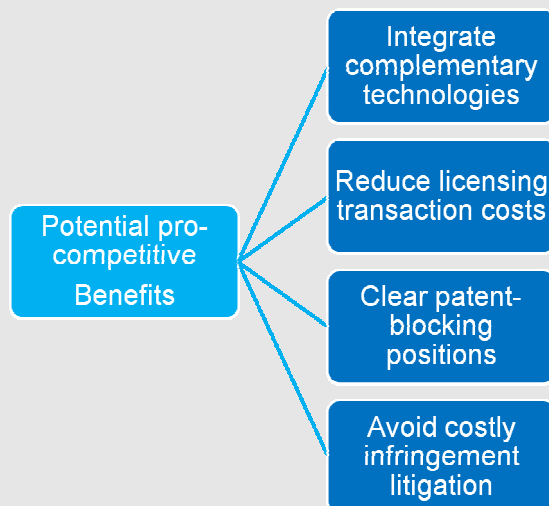 Integrate
complementary
technologies
Reduce licensing
transaction costs
Potential pro-
competitive
Benefits
Clear patent-
blocking
positions
Avoid costly
infringement
litigation